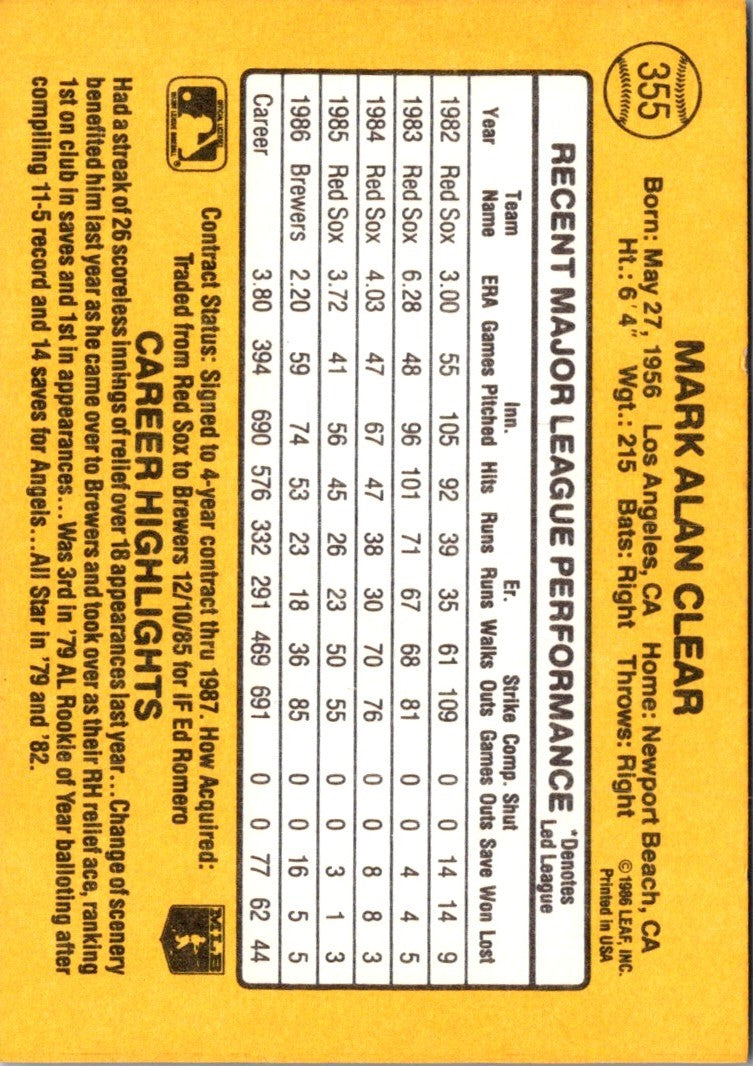 355
MARK ALAN CLEAR
Born: May 27, 1956 Los Angeles, CA Home: Newport Beach, CA
Ht.: 6'4" Wgt.: 215 Bats: Right Throws: Right
© 1986 LEAF, INC.
Printed in USA
RECENT MAJOR LEAGUE PERFORMANCE *Denotes
Led League
Team Inn. Er. Strike Comp. Shut
Year Name ERA Games Pitched Hits Runs Runs Walks Outs Games Outs Save Won Lost
1982 Red Sox 3.00 55 105 92 39 35 61 109 0 0 14 14 9
1983 Red Sox 6.28 48 96 101 71 67 68 81 0 0 4 4 5
1984 Red Sox 4.03 47 67 47 38 30 70 76 0 0 8 8 3
1985 Red Sox 3.72 41 56 45 26 23 50 55 0 0 3 1 3
1986 Brewers 2.20 59 74 53 23 18 36 85 0 0 16 5 5
Career 3.80 394 690 576 332 291 469 691 0 0 77 62 44
OFFICIAL LICENSEE
MAJOR LEAGUE BASEBALL
®
Contract Status: Signed to 4-year contract thru 1987. How Acquired:
Traded from Red Sox to Brewers 12/10/85 for IF Ed Romero
MLB
CAREER HIGHLIGHTS
Had a streak of 26 scoreless innings of relief over 18 appearances last year...Change of scenery
benefited him last year as he came over to Brewers and took over as their RH relief ace, ranking
1st on club in saves and 1st in appearances...Was 3rd in '79 AL Rookie of Year balloting after
compiling 11-5 record and 14 saves for Angels...All Star in '79 and '82.